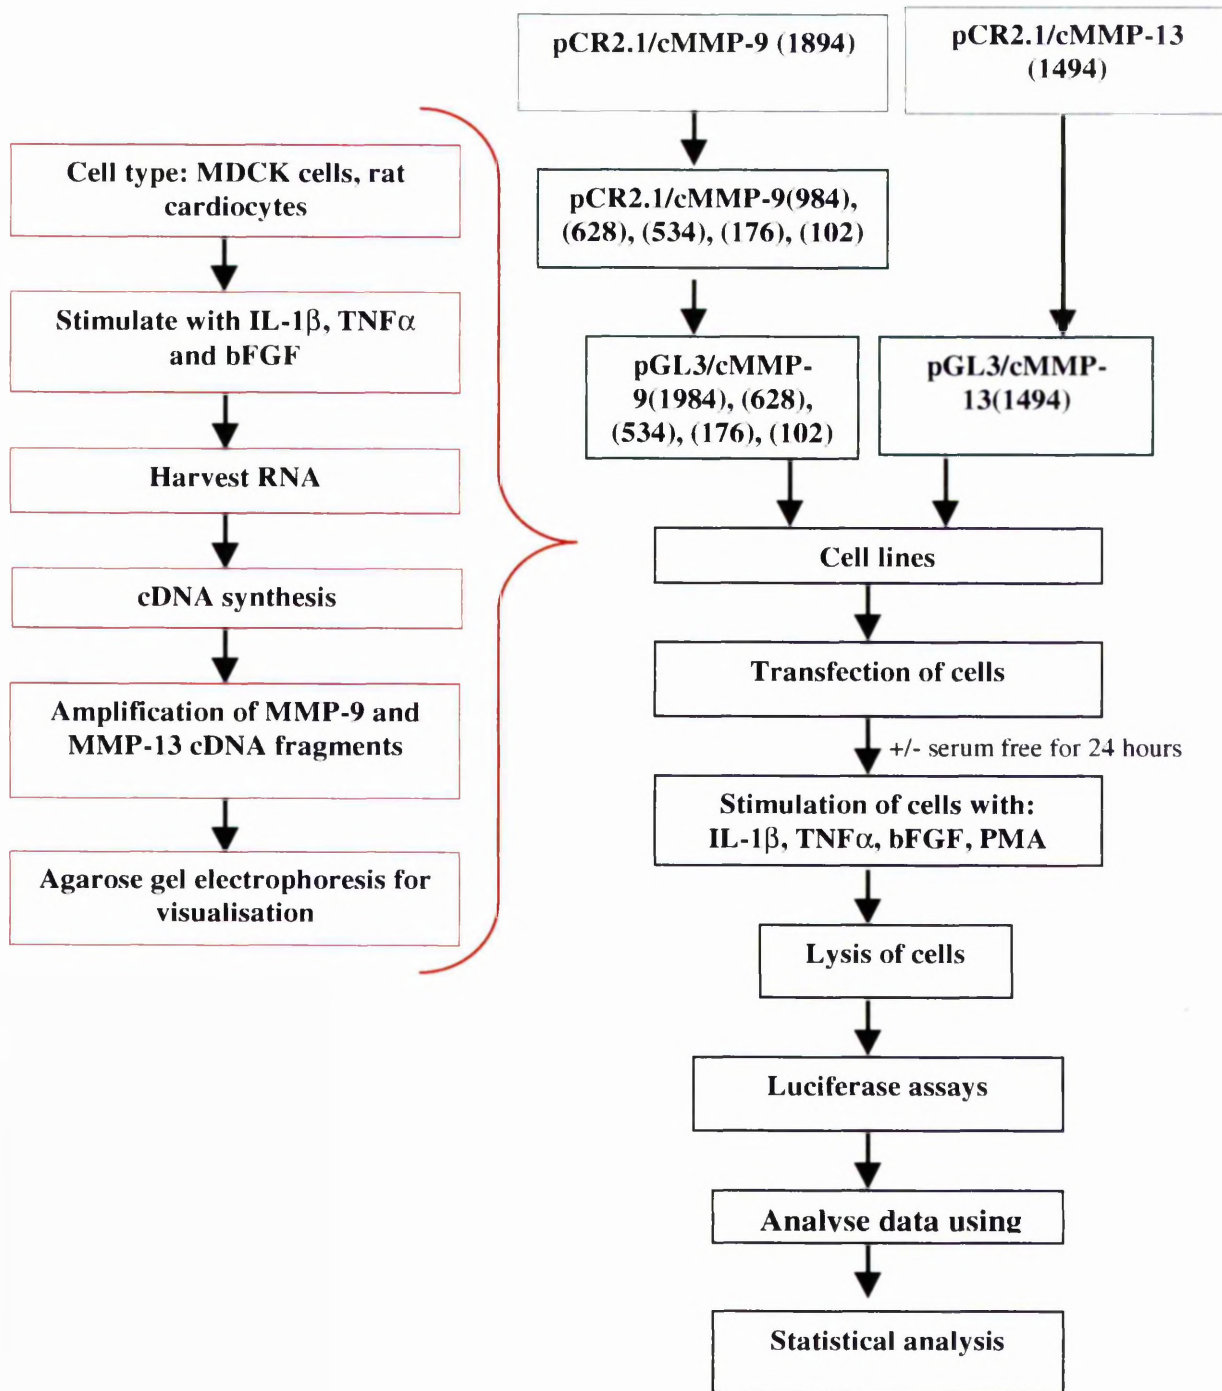 Cell type: MDCK cells, rat
cardiocytes
Stimulate with IL-1β, TNFα
and bFGF
Harvest RNA
cDNA synthesis
Amplification of MMP-9 and
MMP-13 cDNA fragments
Agarose gel electrophoresis for
visualisation
pCR2.1/cMMP-9 (1894)
pCR2.1/cMMP-13
(1494)
pCR2.1/cMMP-9(984),
(628), (534), (176), (102)
pGL3/cMMP-
9(1984), (628),
(534), (176), (102)
pGL3/cMMP-
13(1494)
Cell lines
Transfection of cells
+/- serum free for 24 hours
Stimulation of cells with:
IL-1β, TNFα, bFGF, PMA
Lysis of cells
Luciferase assays
Analyse data using
Statistical analysis